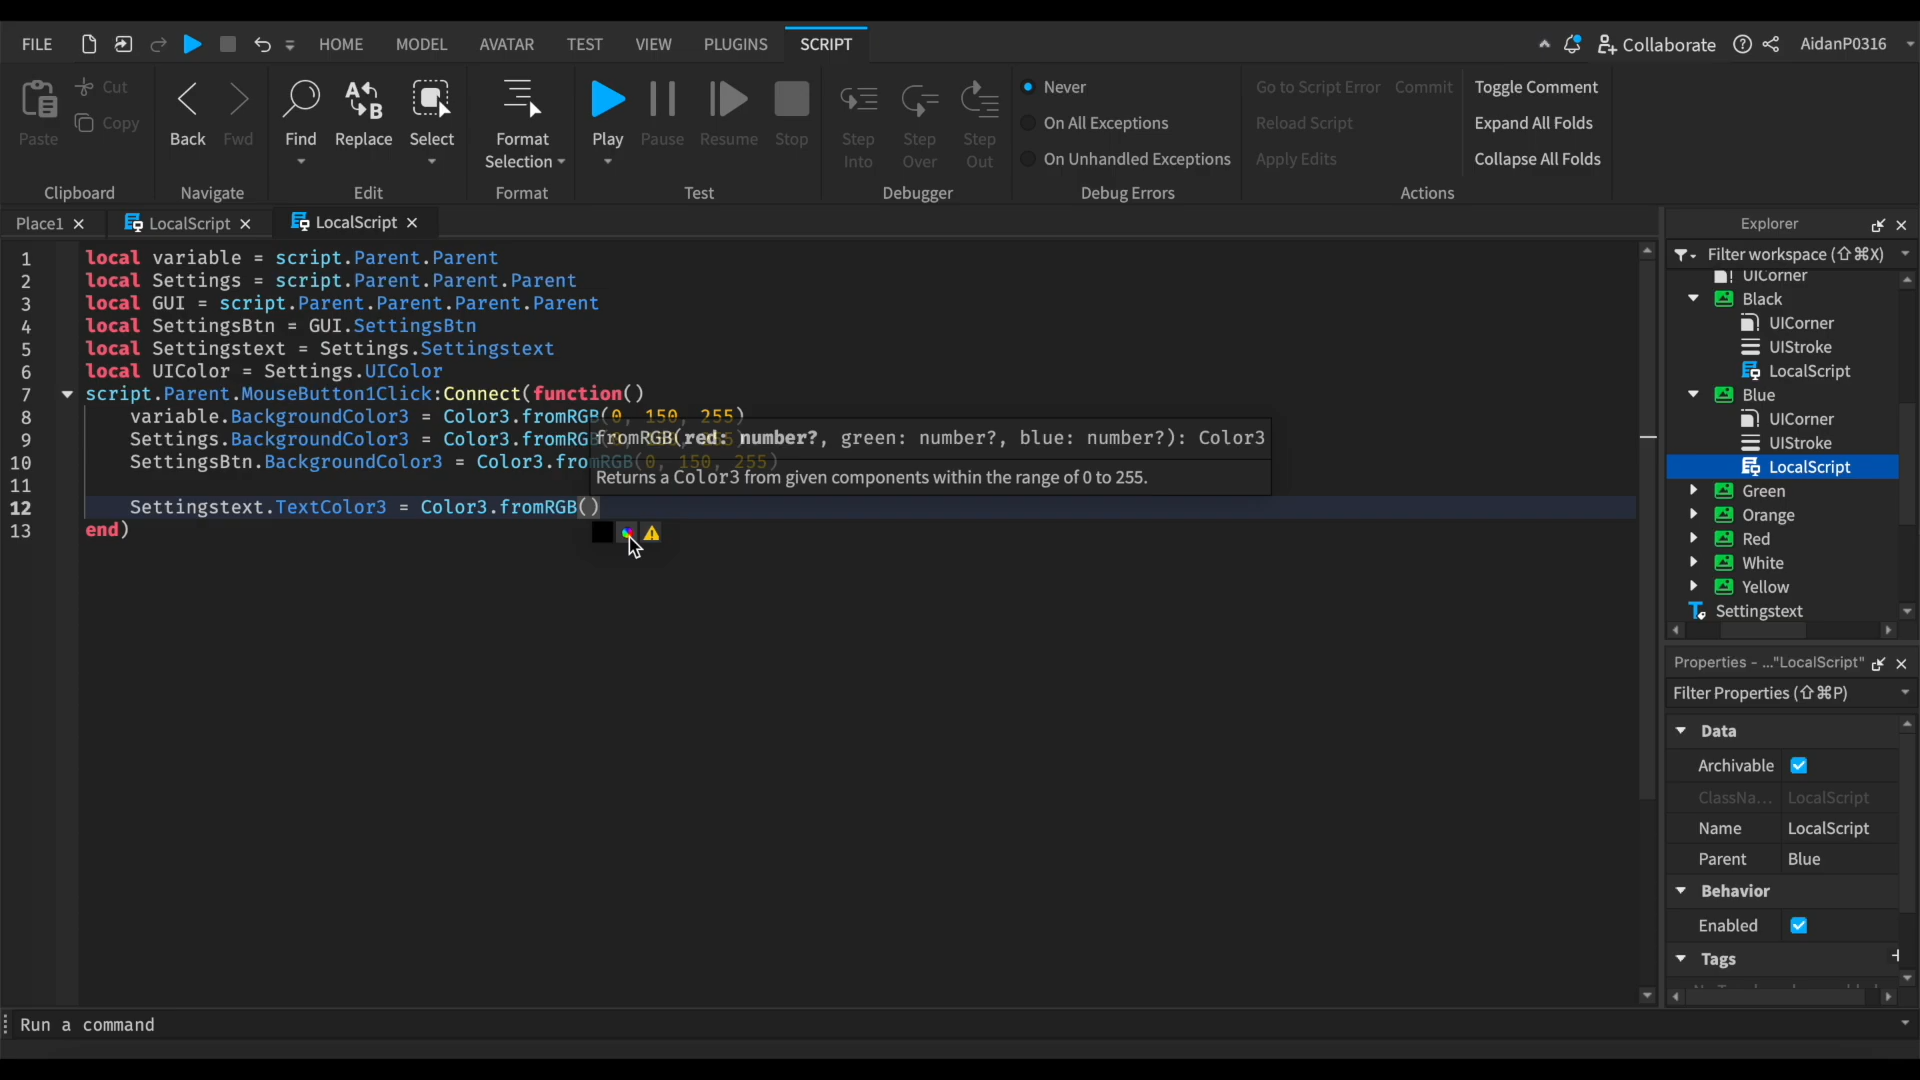 FILE HOME MODEL AVATAR TEST VIEW PLUGINS SCRIPT Collaborate AidanP0316
Paste Cut Copy Back Fwd Find Replace Select Format Selection Play Pause Resume Stop Step Into Step Over Step Out Never On All Exceptions On Unhandled Exceptions Go to Script Error Commit Reload Script Apply Edits Toggle Comment Expand All Folds Collapse All Folds
Clipboard Navigate Edit Format Test Debugger Debug Errors Actions
Place1 LocalScript LocalScript
1 local variable = script.Parent.Parent
2 local Settings = script.Parent.Parent.Parent
3 local GUI = script.Parent.Parent.Parent.Parent
4 local SettingsBtn = GUI.SettingsBtn
5 local Settingstext = Settings.Settingstext
6 local UIColor = Settings.UIColor
7 script.Parent.MouseButton1Click:Connect(function()
8 variable.BackgroundColor3 = Color3.fromRGB(0, 150, 255)
9 Settings.BackgroundColor3 = Color3.fromRG
fromRGB(red: number?, green: number?, blue: number?): Color3
10 SettingsBtn.BackgroundColor3 = Color3.fromRGB(0, 150, 255)
Returns a Color3 from given components within the range of 0 to 255.
11
12 Settingstext.TextColor3 = Color3.fromRGB()
13 end)
Explorer
Filter workspace (⇧⌘X)
UICorner
Black
UICorner
UIStroke
LocalScript
Blue
UICorner
UIStroke
LocalScript
Green
Orange
Red
White
Yellow
Settingstext
Properties - ..."LocalScript"
Filter Properties (⇧⌘P)
Data
Archivable
ClassNa... LocalScript
Name LocalScript
Parent Blue
Behavior
Enabled
Tags
Run a command